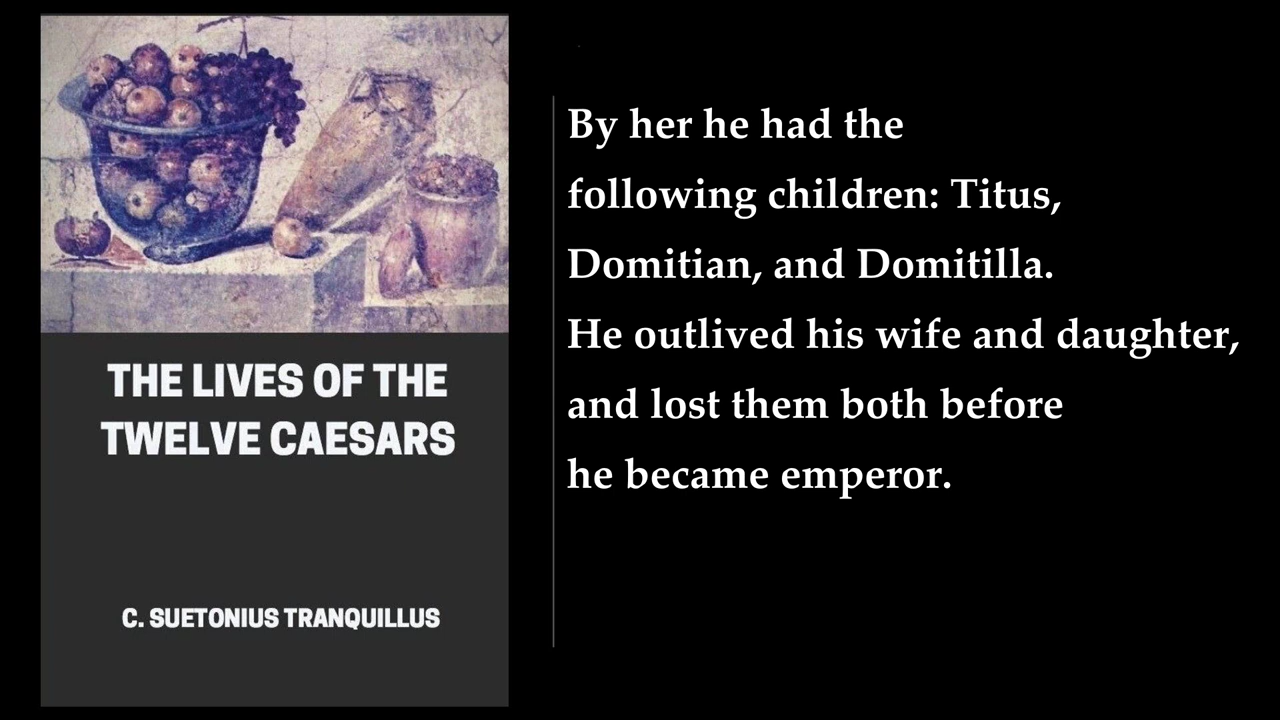 THE LIVES OF THE
TWELVE CAESARS
C. SUETONIUS TRANQUILLUS
By her he had the
following children: Titus,
Domitian, and Domitilla.
He outlived his wife and daughter,
and lost them both before
he became emperor.